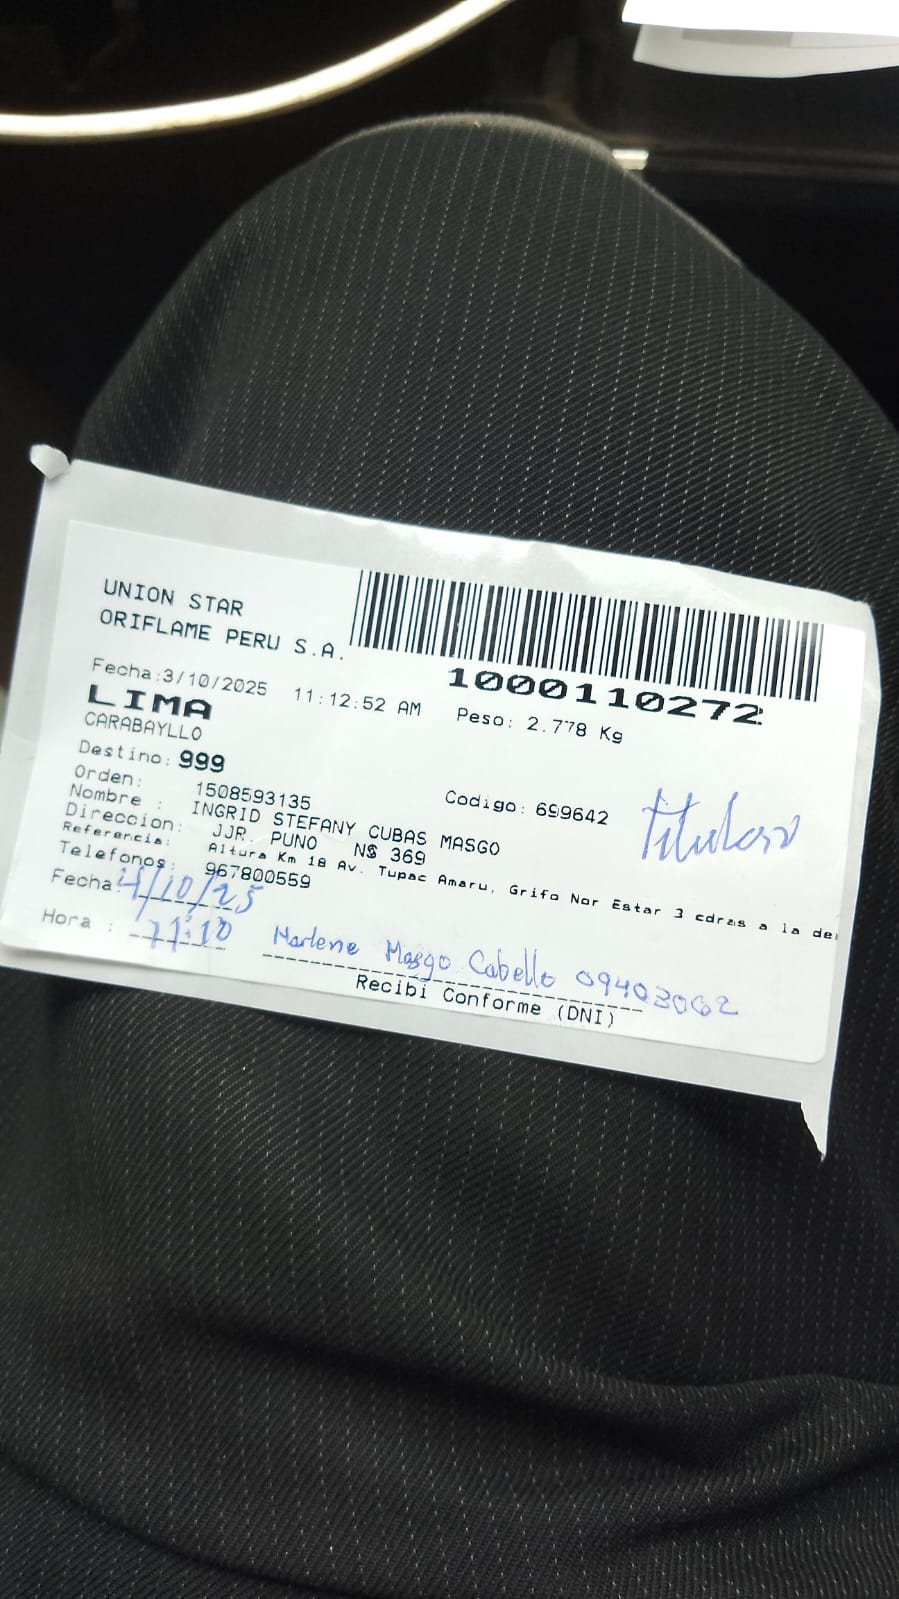 UNION STAR
ORIFLAME PERU S.A.
1000110272
Fecha:3/10/2025 11:12:52 AM
Peso: 2.778 Kg
LIMA
CARABAYLLO
Destino: 999
Orden: 1508593135
Codigo: 699642
Nombre : INGRID STEFANY CUBAS MASGO
Direccion: JJR. PUNO N$ 369
Referencia: Altura Km 18 Av. Tupac Amaru, Grifo Nor Estar 3 cdras a la de
Telefonos: 967800559
Fecha: 4/10/25
Hora : 11:10
Marlene Masgo Cabello 09403062
Recibi Conforme (DNI)